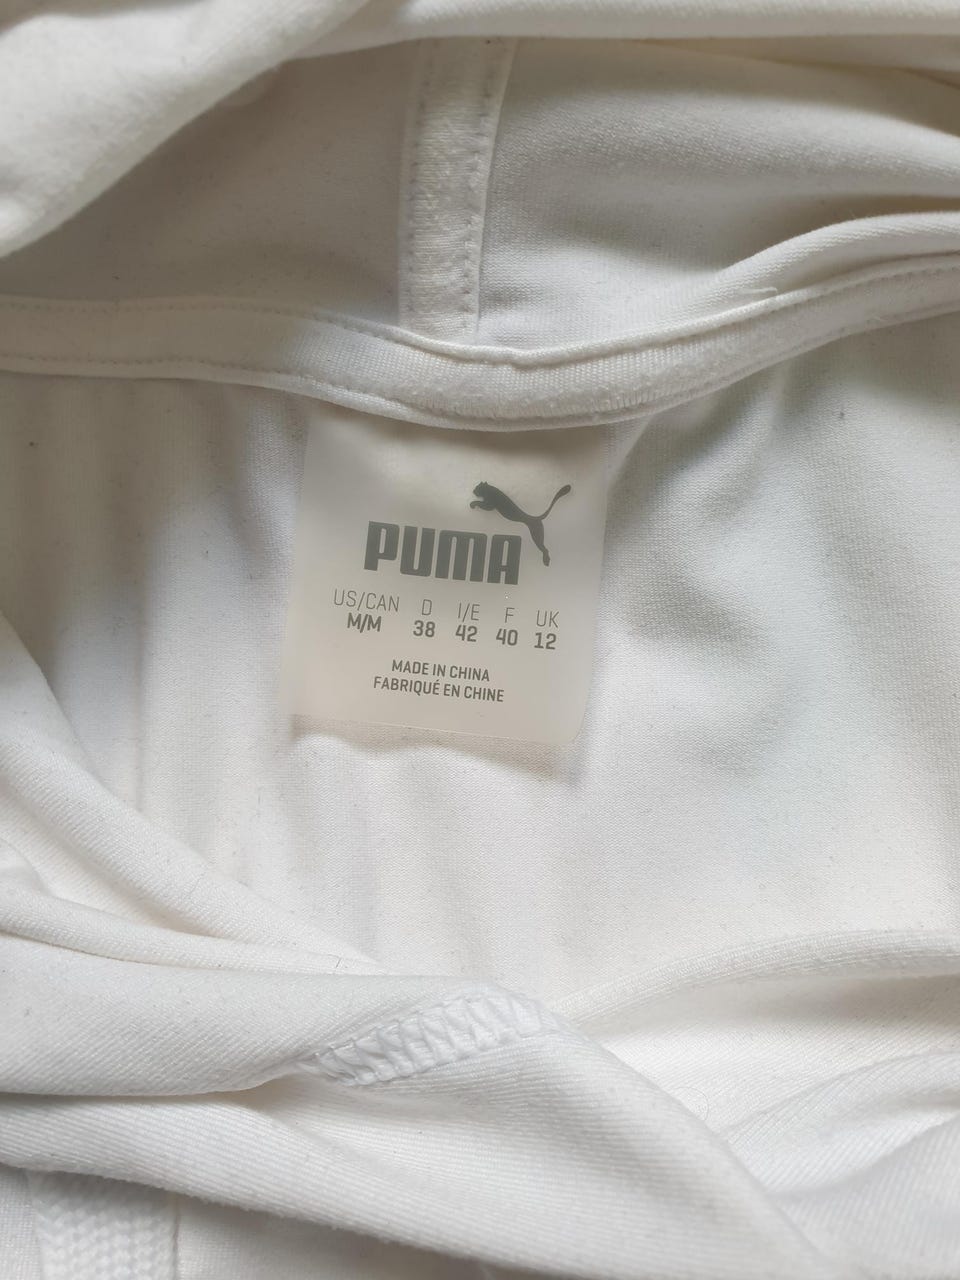 PUMA
US/CAN D I/E F UK
M/M 38 42 40 12
MADE IN CHINA
FABRIQUÉ EN CHINE